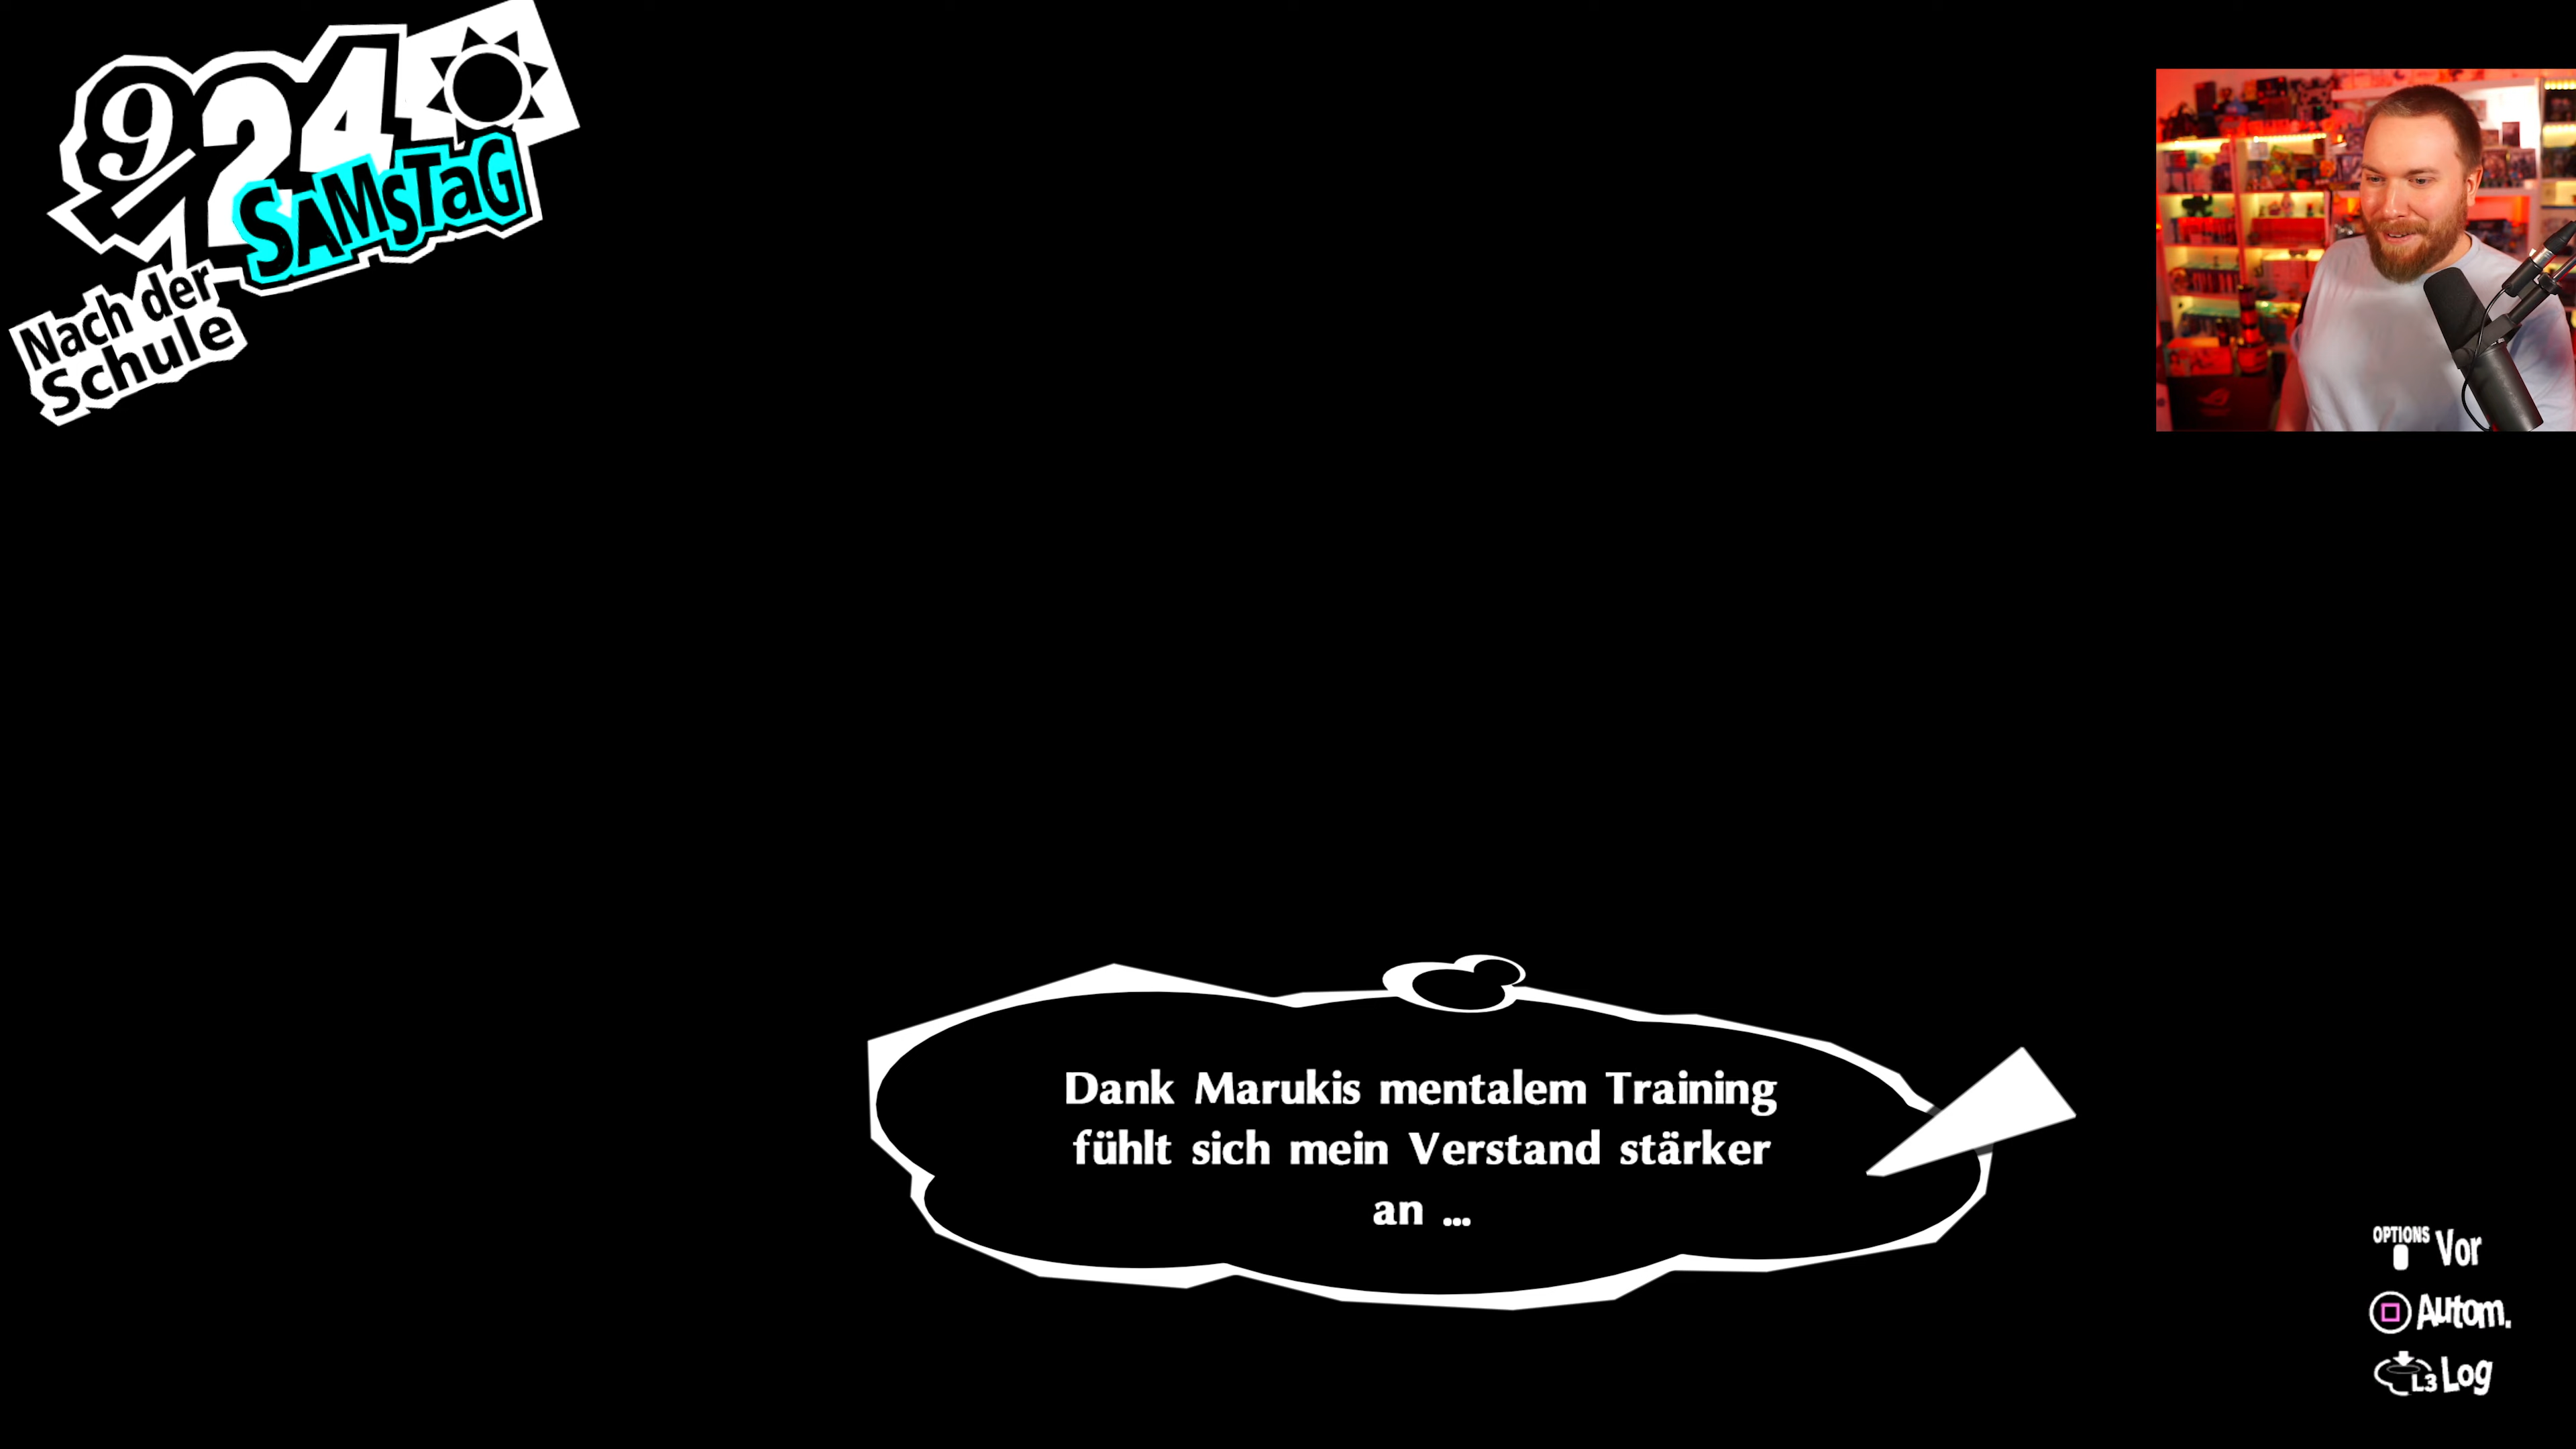 9/24
SAMSTaG
Nach der
Schule
Dank Marukis mentalem Training
fühlt sich mein Verstand stärker
an ...
OPTIONS Vor
Autom.
L3 Log